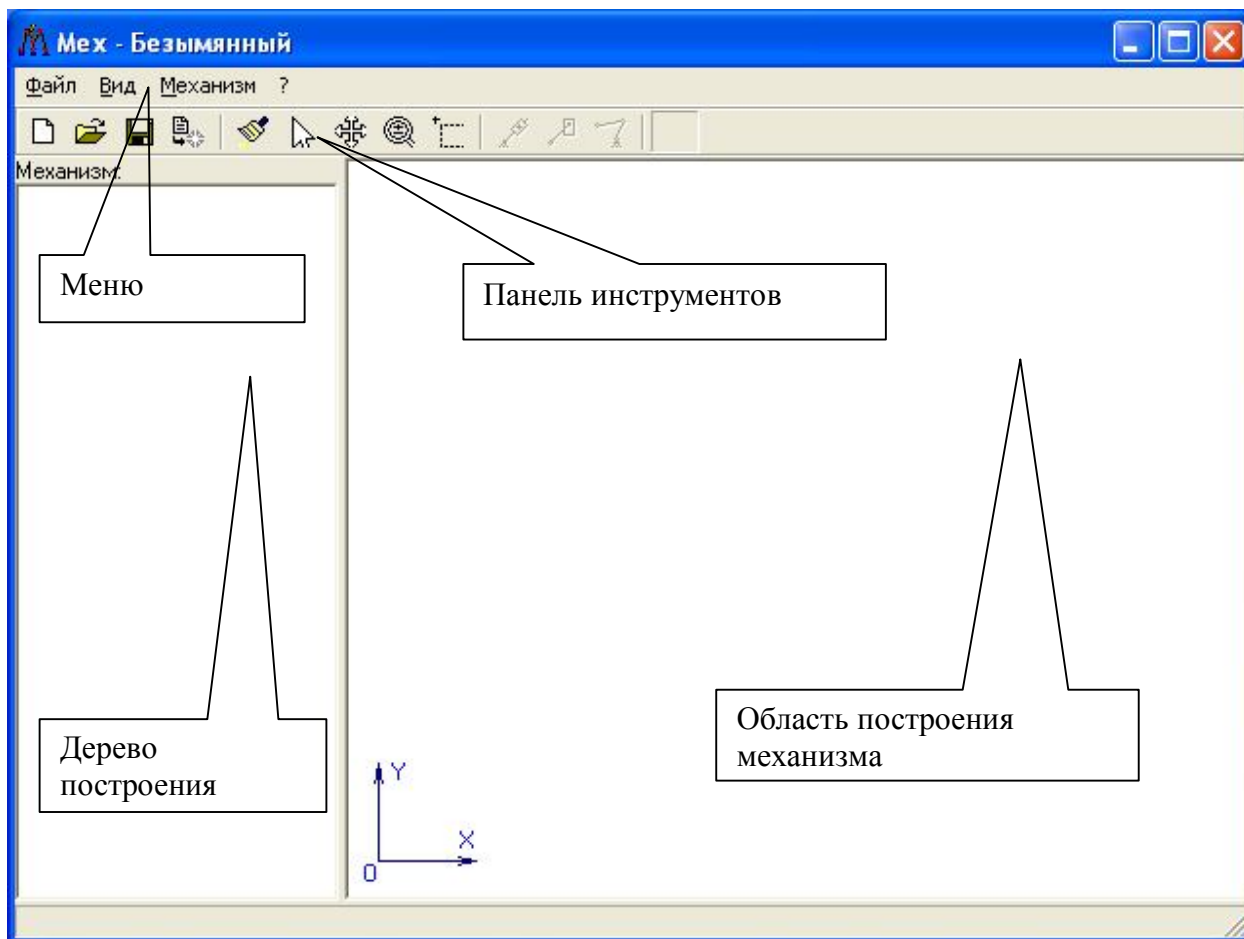 Мех - Безымянный
Файл Вид Механизм ?
Механизм:
Меню
Панель инструментов
Дерево
построения
Область построения
механизма
Y
X
0